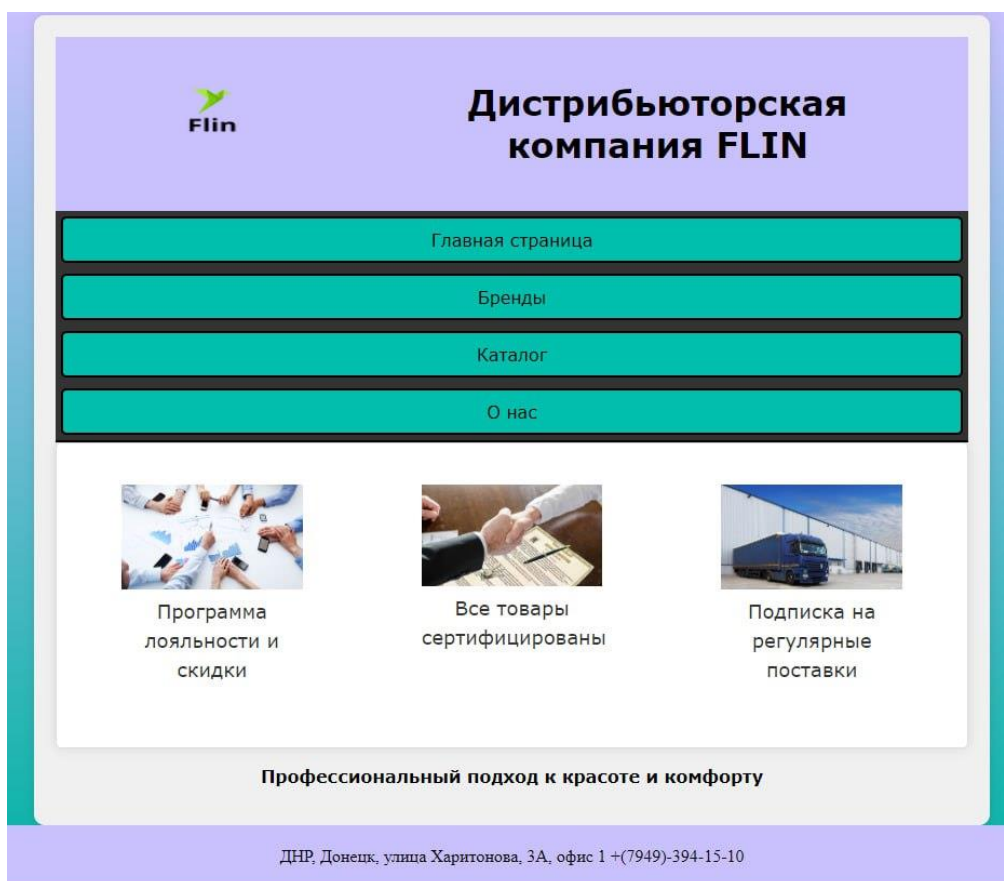 Flin
Дистрибьюторская
компания FLIN
Главная страница
Бренды
Каталог
О нас
Программа
лояльности и
скидки
Все товары
сертифицированы
Подписка на
регулярные
поставки
Профессиональный подход к красоте и комфорту
ДНР, Донецк, улица Харитонова, 3А, офис 1 +(7949)-394-15-10